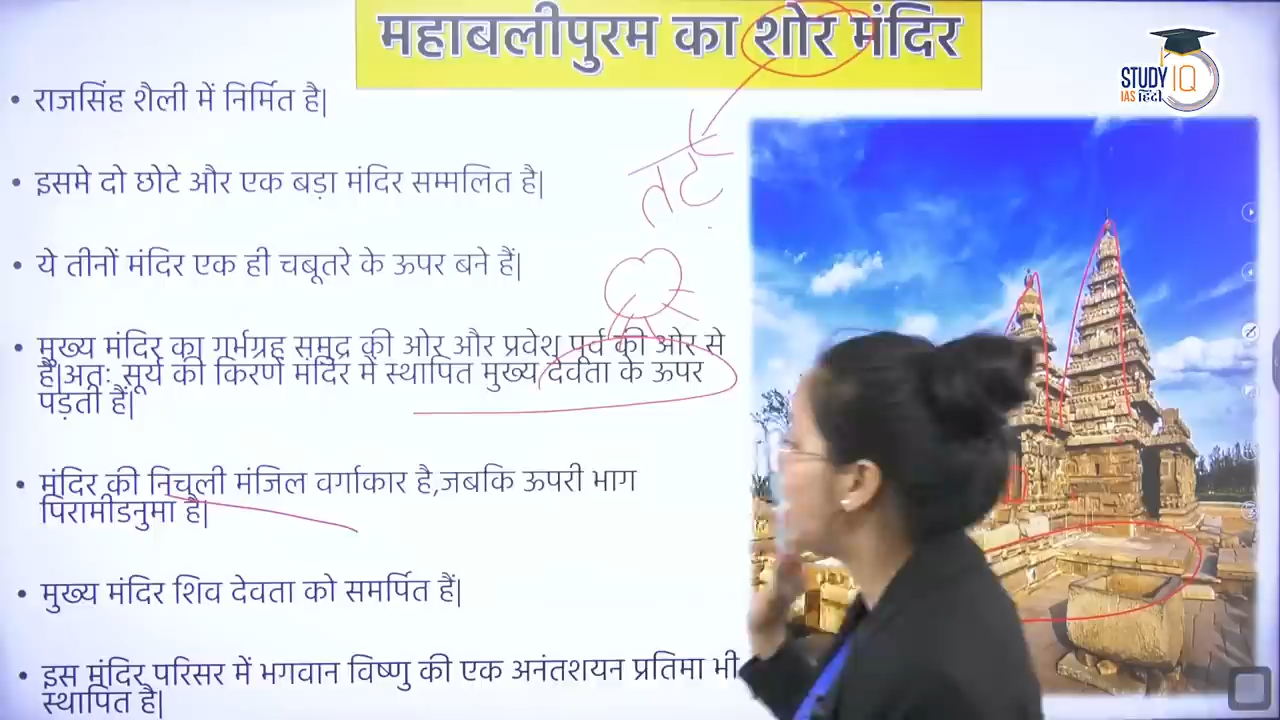 महाबलीपुरम का शोर मंदिर
STUDY IQ
IAS हिंदी
• राजसिंह शैली में निर्मित है|
तट
• इसमे दो छोटे और एक बड़ा मंदिर सम्मलित है|
• ये तीनों मंदिर एक ही चबूतरे के ऊपर बने हैं|
• मुख्य मंदिर का गर्भग्रह समुद्र की ओर और प्रवेश पूर्व की ओर से
है|अतः सूर्य की किरणें मंदिर में स्थापित मुख्य देवता के ऊपर
पड़ती हैं|
• मंदिर की निचली मंजिल वर्गाकार है,जबकि ऊपरी भाग
पिरामीडनुमा है|
• मुख्य मंदिर शिव देवता को समर्पित हैं|
• इस मंदिर परिसर में भगवान विष्णु की एक अनंतशयन प्रतिमा भी
स्थापित है|